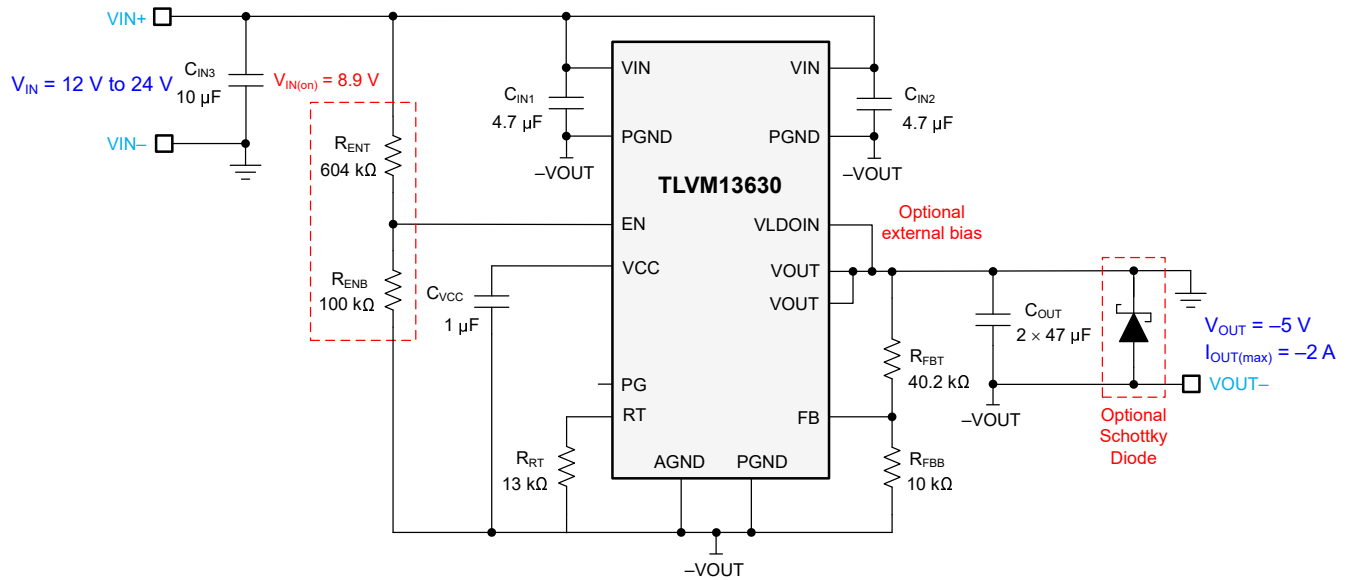 VIN+
VIN = 12 V to 24 V
CIN3
10 µF
VIN–
VIN(on) = 8.9 V
RENT
604 kΩ
RENB
100 kΩ
CVCC
1 µF
CIN1
4.7 µF
–VOUT
RRT
13 kΩ
VIN
PGND
EN
VCC
PG
RT
TLVM13630
AGND
PGND
VIN
PGND
VLDOIN
VOUT
VOUT
FB
–VOUT
CIN2
4.7 µF
–VOUT
Optional
external bias
RFBT
40.2 kΩ
RFBB
10 kΩ
COUT
2 × 47 µF
–VOUT
Optional
Schottky
Diode
VOUT = –5 V
IOUT(max) = –2 A
VOUT–